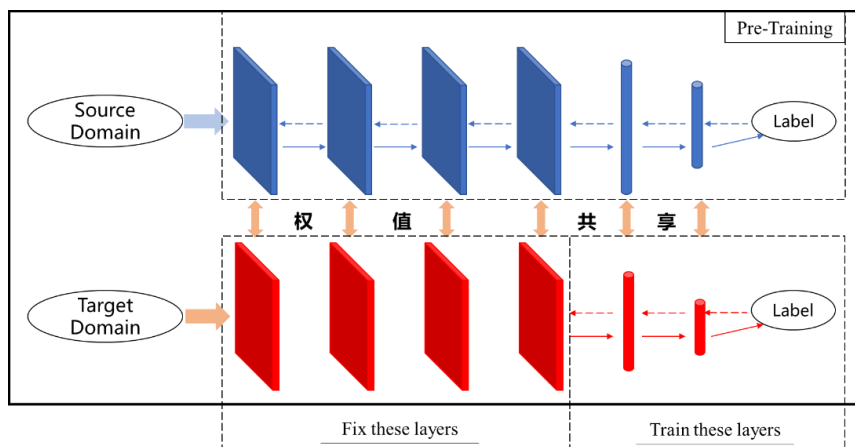 Pre-Training
Source
Domain
Label
权 值 共 享
Target
Domain
Label
Fix these layers
Train these layers